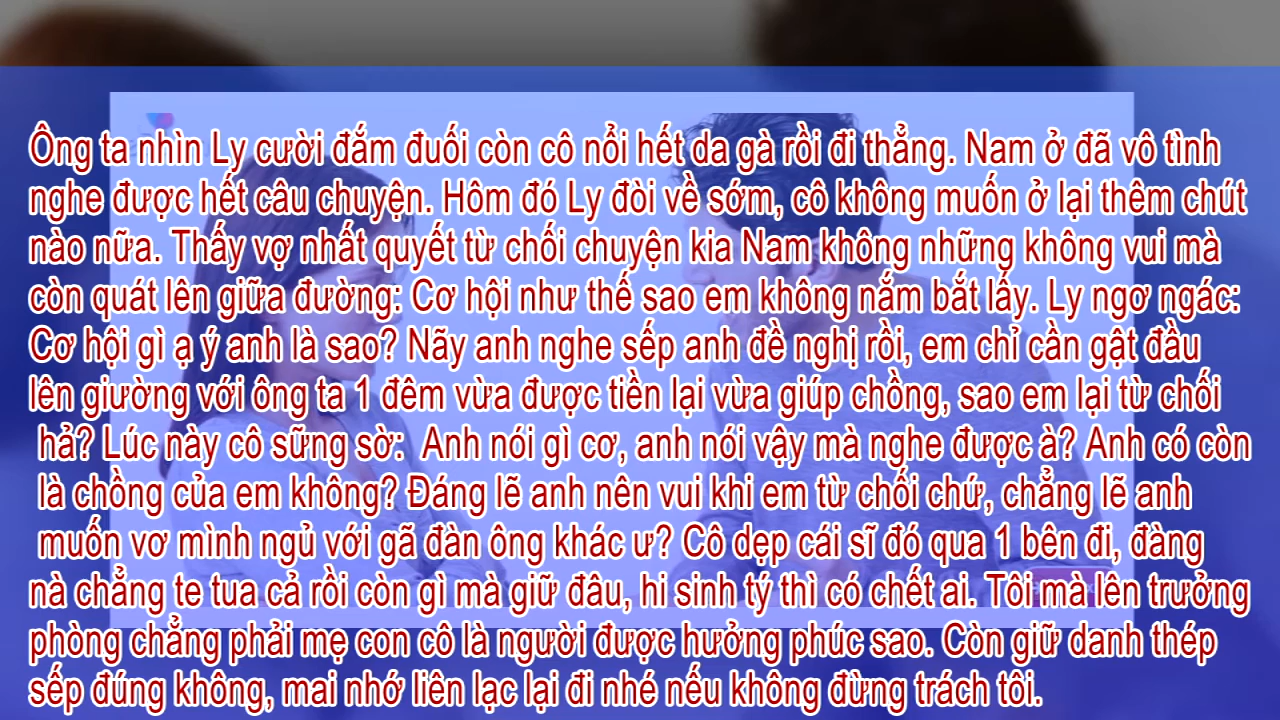 Ông ta nhìn Ly cười đắm đuối còn cô nổi hết da gà rồi đi thẳng. Nam ở đã vô tình
nghe được hết câu chuyện. Hôm đó Ly đòi về sớm, cô không muốn ở lại thêm chút
nào nữa. Thấy vợ nhất quyết từ chối chuyện kia Nam không những không vui mà
còn quát lên giữa đường: Cơ hội như thế sao em không nắm bắt lấy. Ly ngơ ngác:
Cơ hội gì ạ ý anh là sao? Nãy anh nghe sếp anh đề nghị rồi, em chỉ cần gật đầu
lên giường với ông ta 1 đêm vừa được tiền lại vừa giúp chồng, sao em lại từ chối
hả? Lúc này cô sững sờ: Anh nói gì cơ, anh nói vậy mà nghe được à? Anh có còn
là chồng của em không? Đáng lẽ anh nên vui khi em từ chối chứ, chẳng lẽ anh
muốn vơ mình ngủ với gã đàn ông khác ư? Cô dẹp cái sĩ đó qua 1 bên đi, đàng
nà chẳng te tua cả rồi còn gì mà giữ đâu, hi sinh tý thì có chết ai. Tôi mà lên trưởng
phòng chẳng phải mẹ con cô là người được hưởng phúc sao. Còn giữ danh thép
sếp đúng không, mai nhớ liên lạc lại đi nhé nếu không đừng trách tôi.